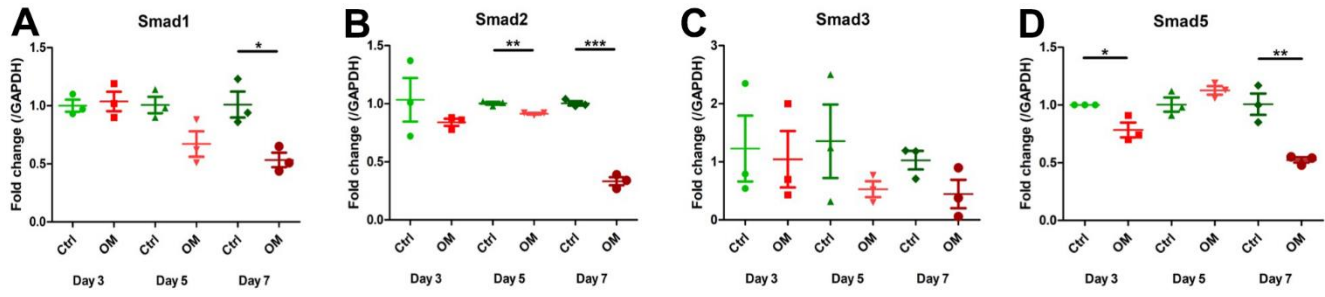 A
Smad1
Fold change (/GAPDH)
1.5
1.0
0.5
0.0
*
Ctrl OM Ctrl OM Ctrl OM
Day 3 Day 5 Day 7
B
Smad2
Fold change (/GAPDH)
1.5
1.0
0.5
0.0
** ***
Ctrl OM Ctrl OM Ctrl OM
Day 3 Day 5 Day 7
C
Smad3
Fold change (/GAPDH)
3
2
1
0
Ctrl OM Ctrl OM Ctrl OM
Day 3 Day 5 Day 7
D
Smad5
Fold change (/GAPDH)
1.5
1.0
0.5
0.0
* **
Ctrl OM Ctrl OM Ctrl OM
Day 3 Day 5 Day 7